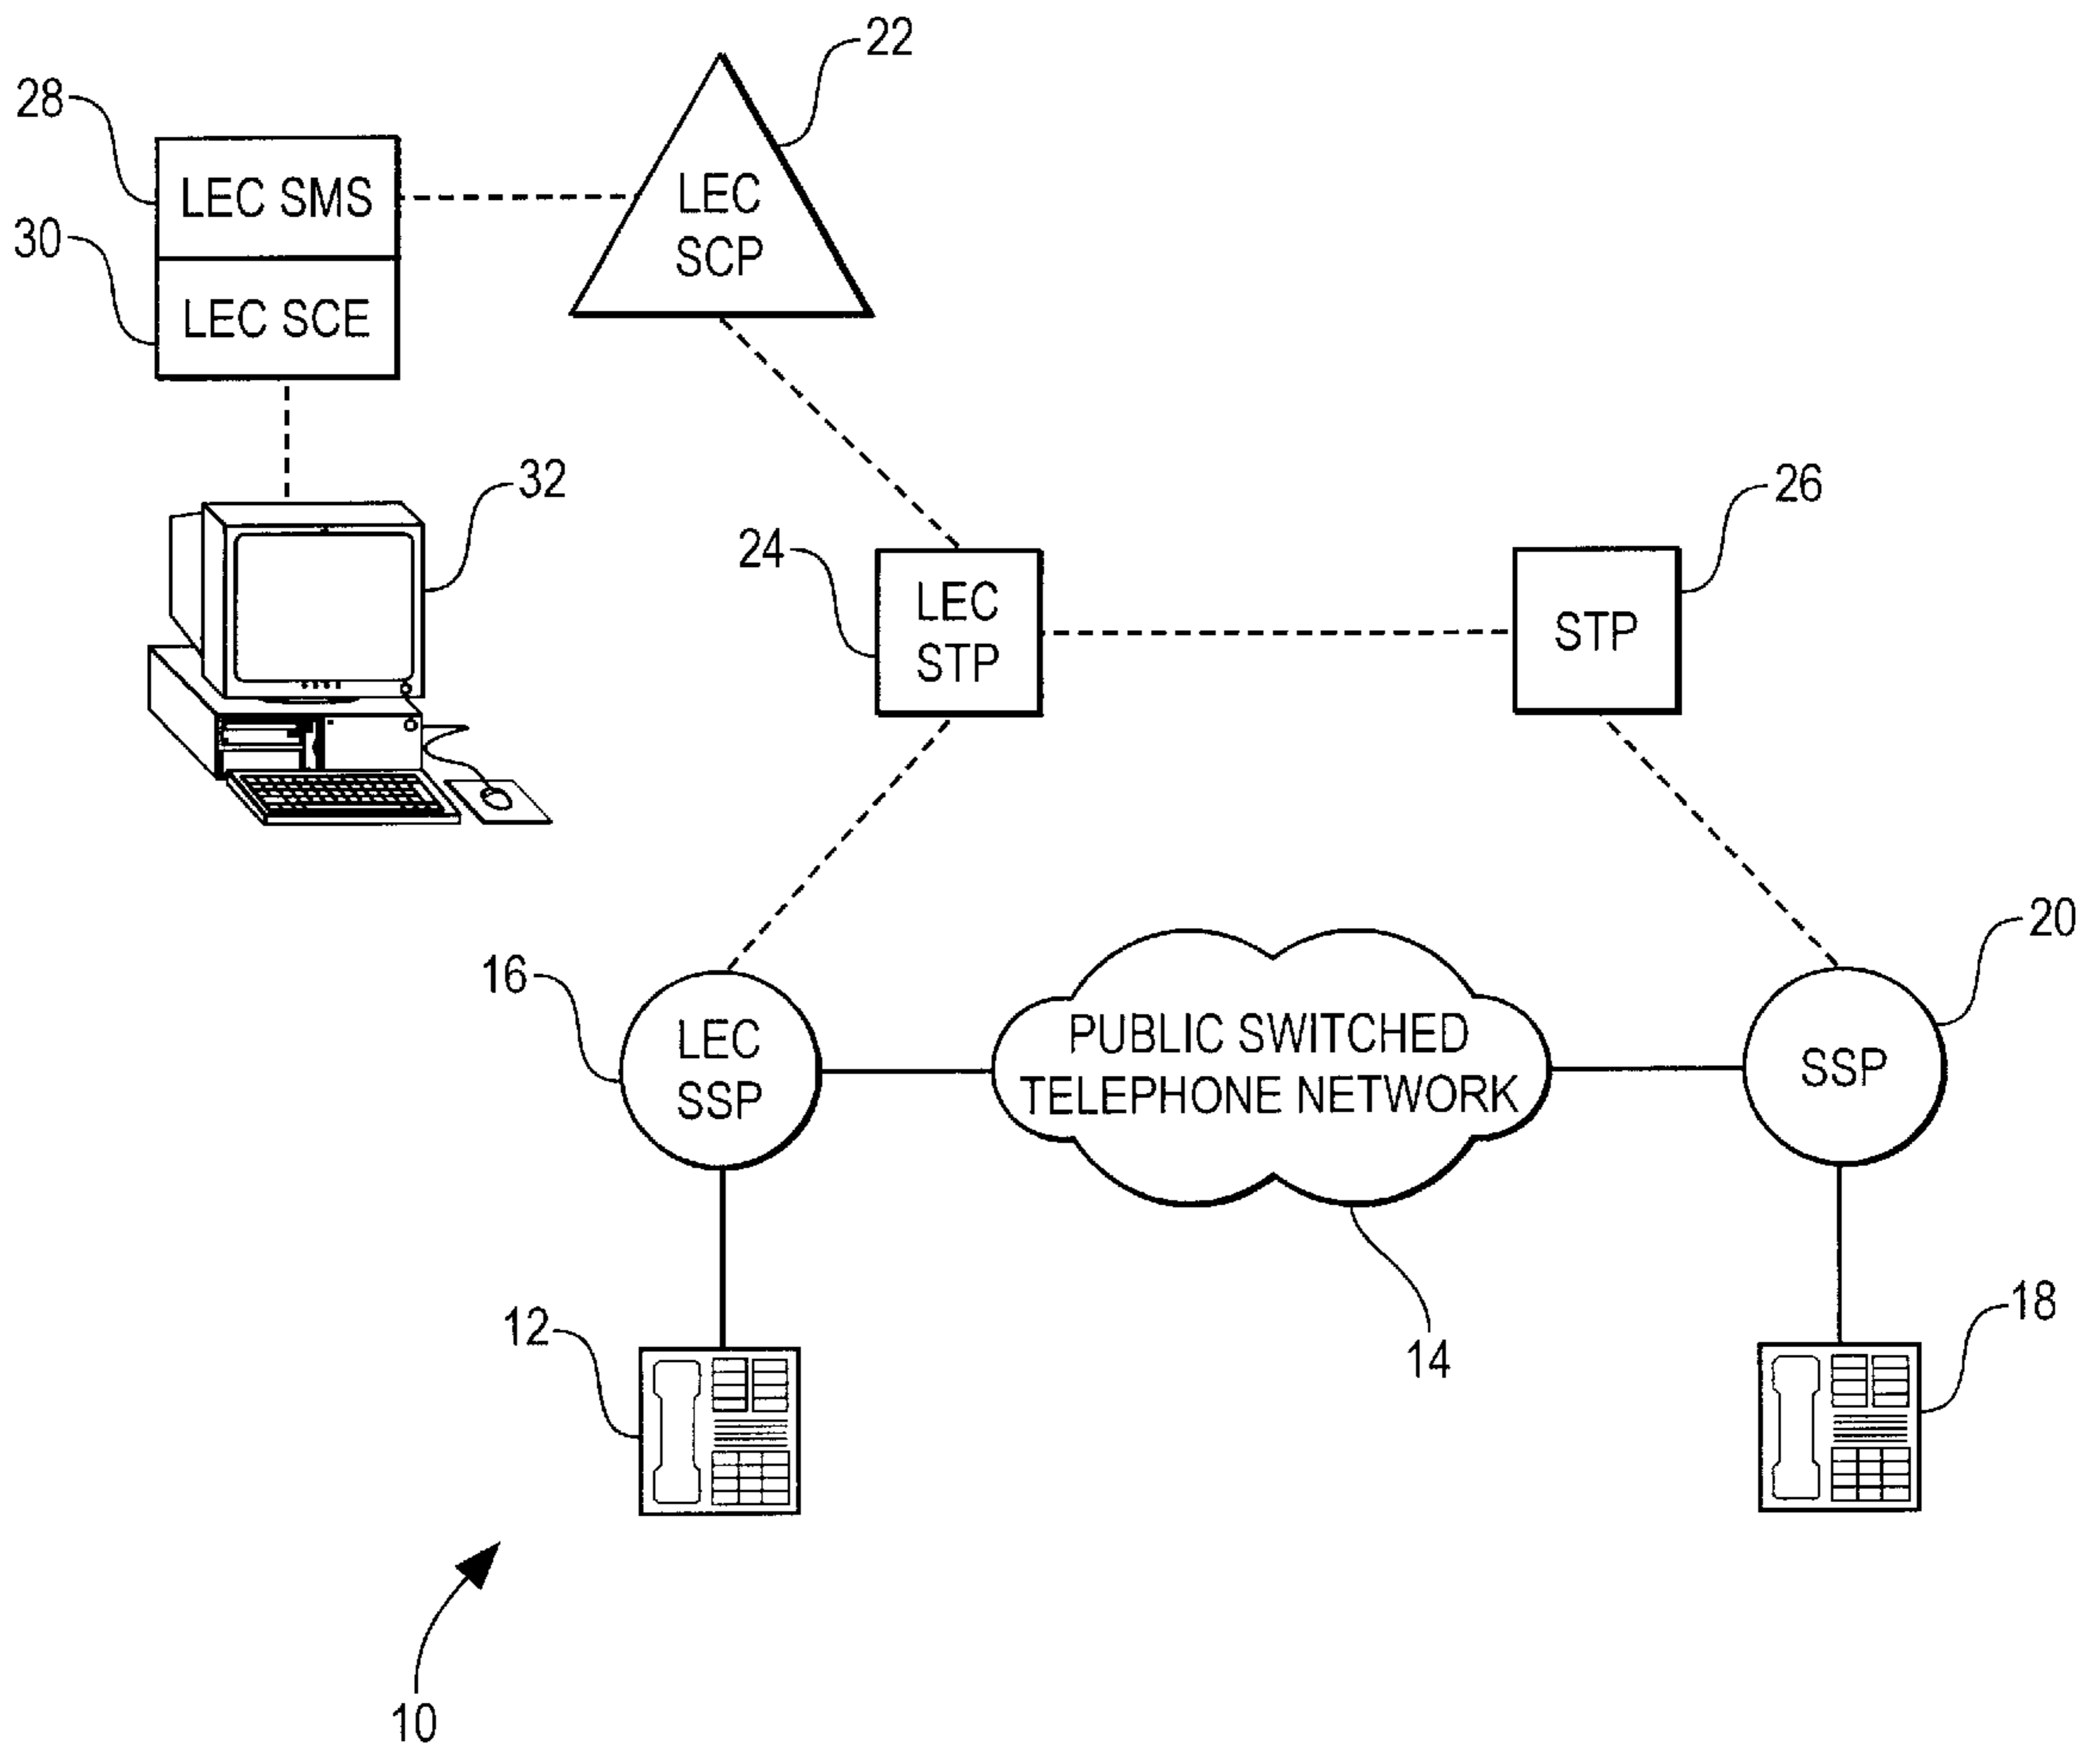 22
28
LEC SMS
LEC
SCP
30
LEC SCE
32
26
24
LEC
STP
STP
20
16
LEC
SSP
PUBLIC SWITCHED
TELEPHONE NETWORK
SSP
12
14
18
10